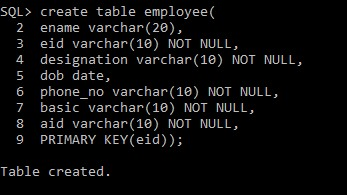 SQL> create table employee(
  2  ename varchar(20),
  3  eid varchar(10) NOT NULL,
  4  designation varchar(10) NOT NULL,
  5  dob date,
  6  phone_no varchar(10) NOT NULL,
  7  basic varchar(10) NOT NULL,
  8  aid varchar(10) NOT NULL,
  9  PRIMARY KEY(eid));
Table created.